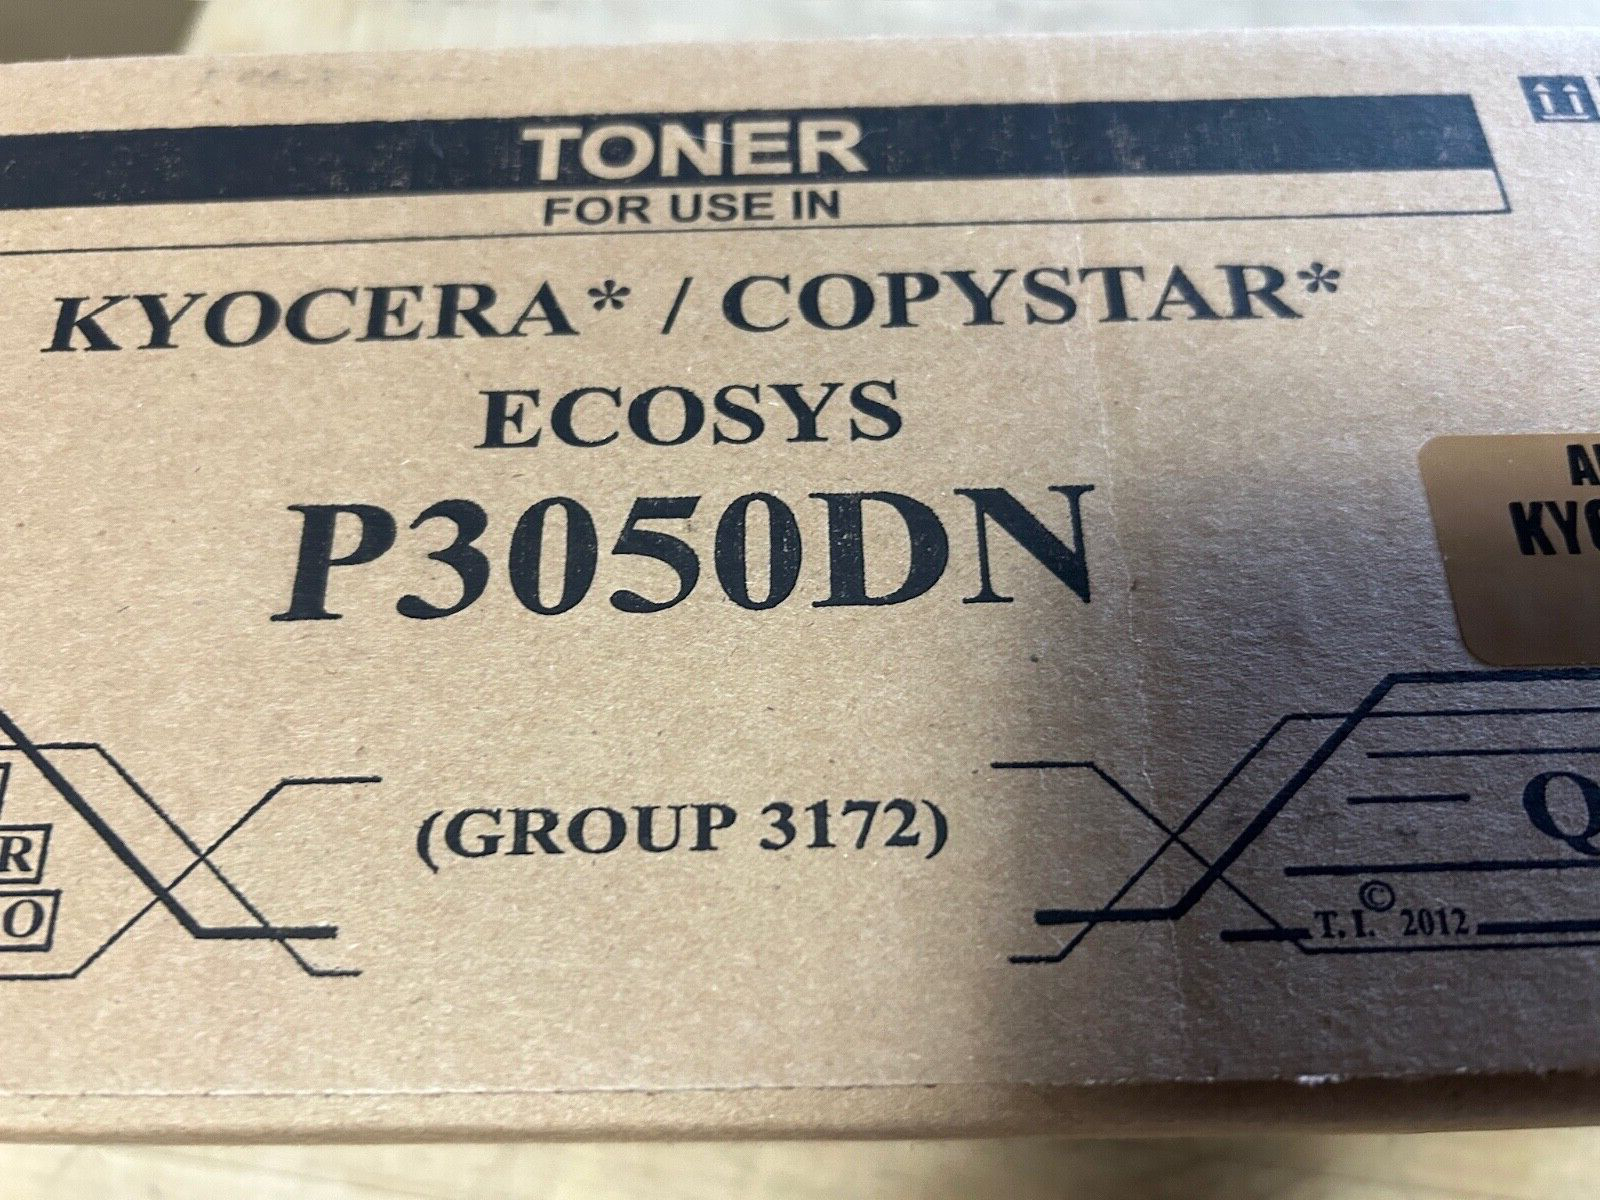 TONER
FOR USE IN
KYOCERA* / COPYSTAR*
ECOSYS
P3050DN
(GROUP 3172)
R
O
Q
© T.I. 2012